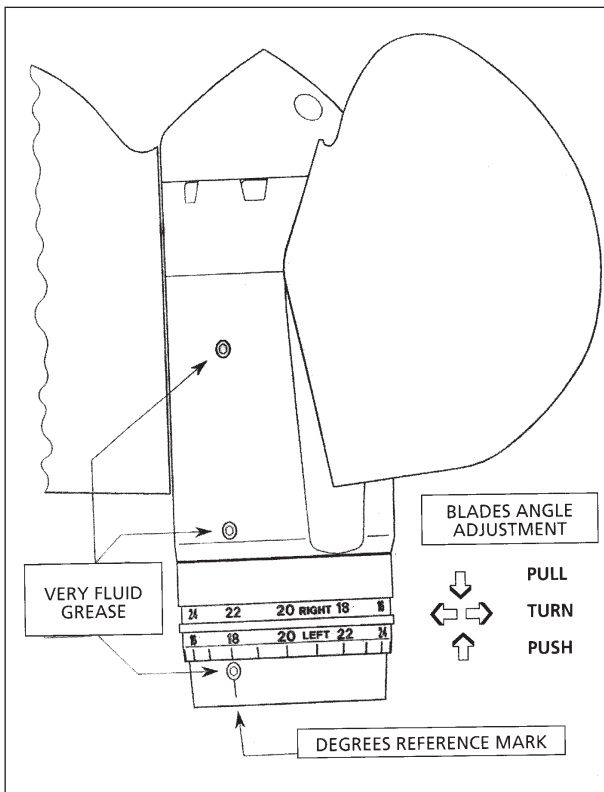 BLADES ANGLE
ADJUSTMENT
PULL
TURN
PUSH
VERY FLUID
GREASE
24 22 20 RIGHT 18 16
16 18 20 LEFT 22 24
DEGREES REFERENCE MARK